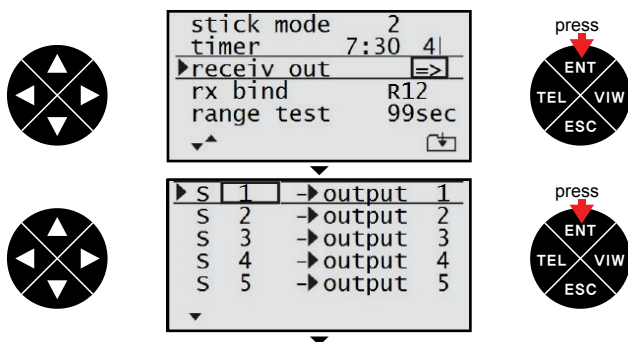 stick mode 2
timer 7:30 4|
receiv out =>
rx bind R12
range test 99sec
press
ENT
TEL VIW
ESC
S 1 → output 1
S 2 → output 2
S 3 → output 3
S 4 → output 4
S 5 → output 5
press
ENT
TEL VIW
ESC